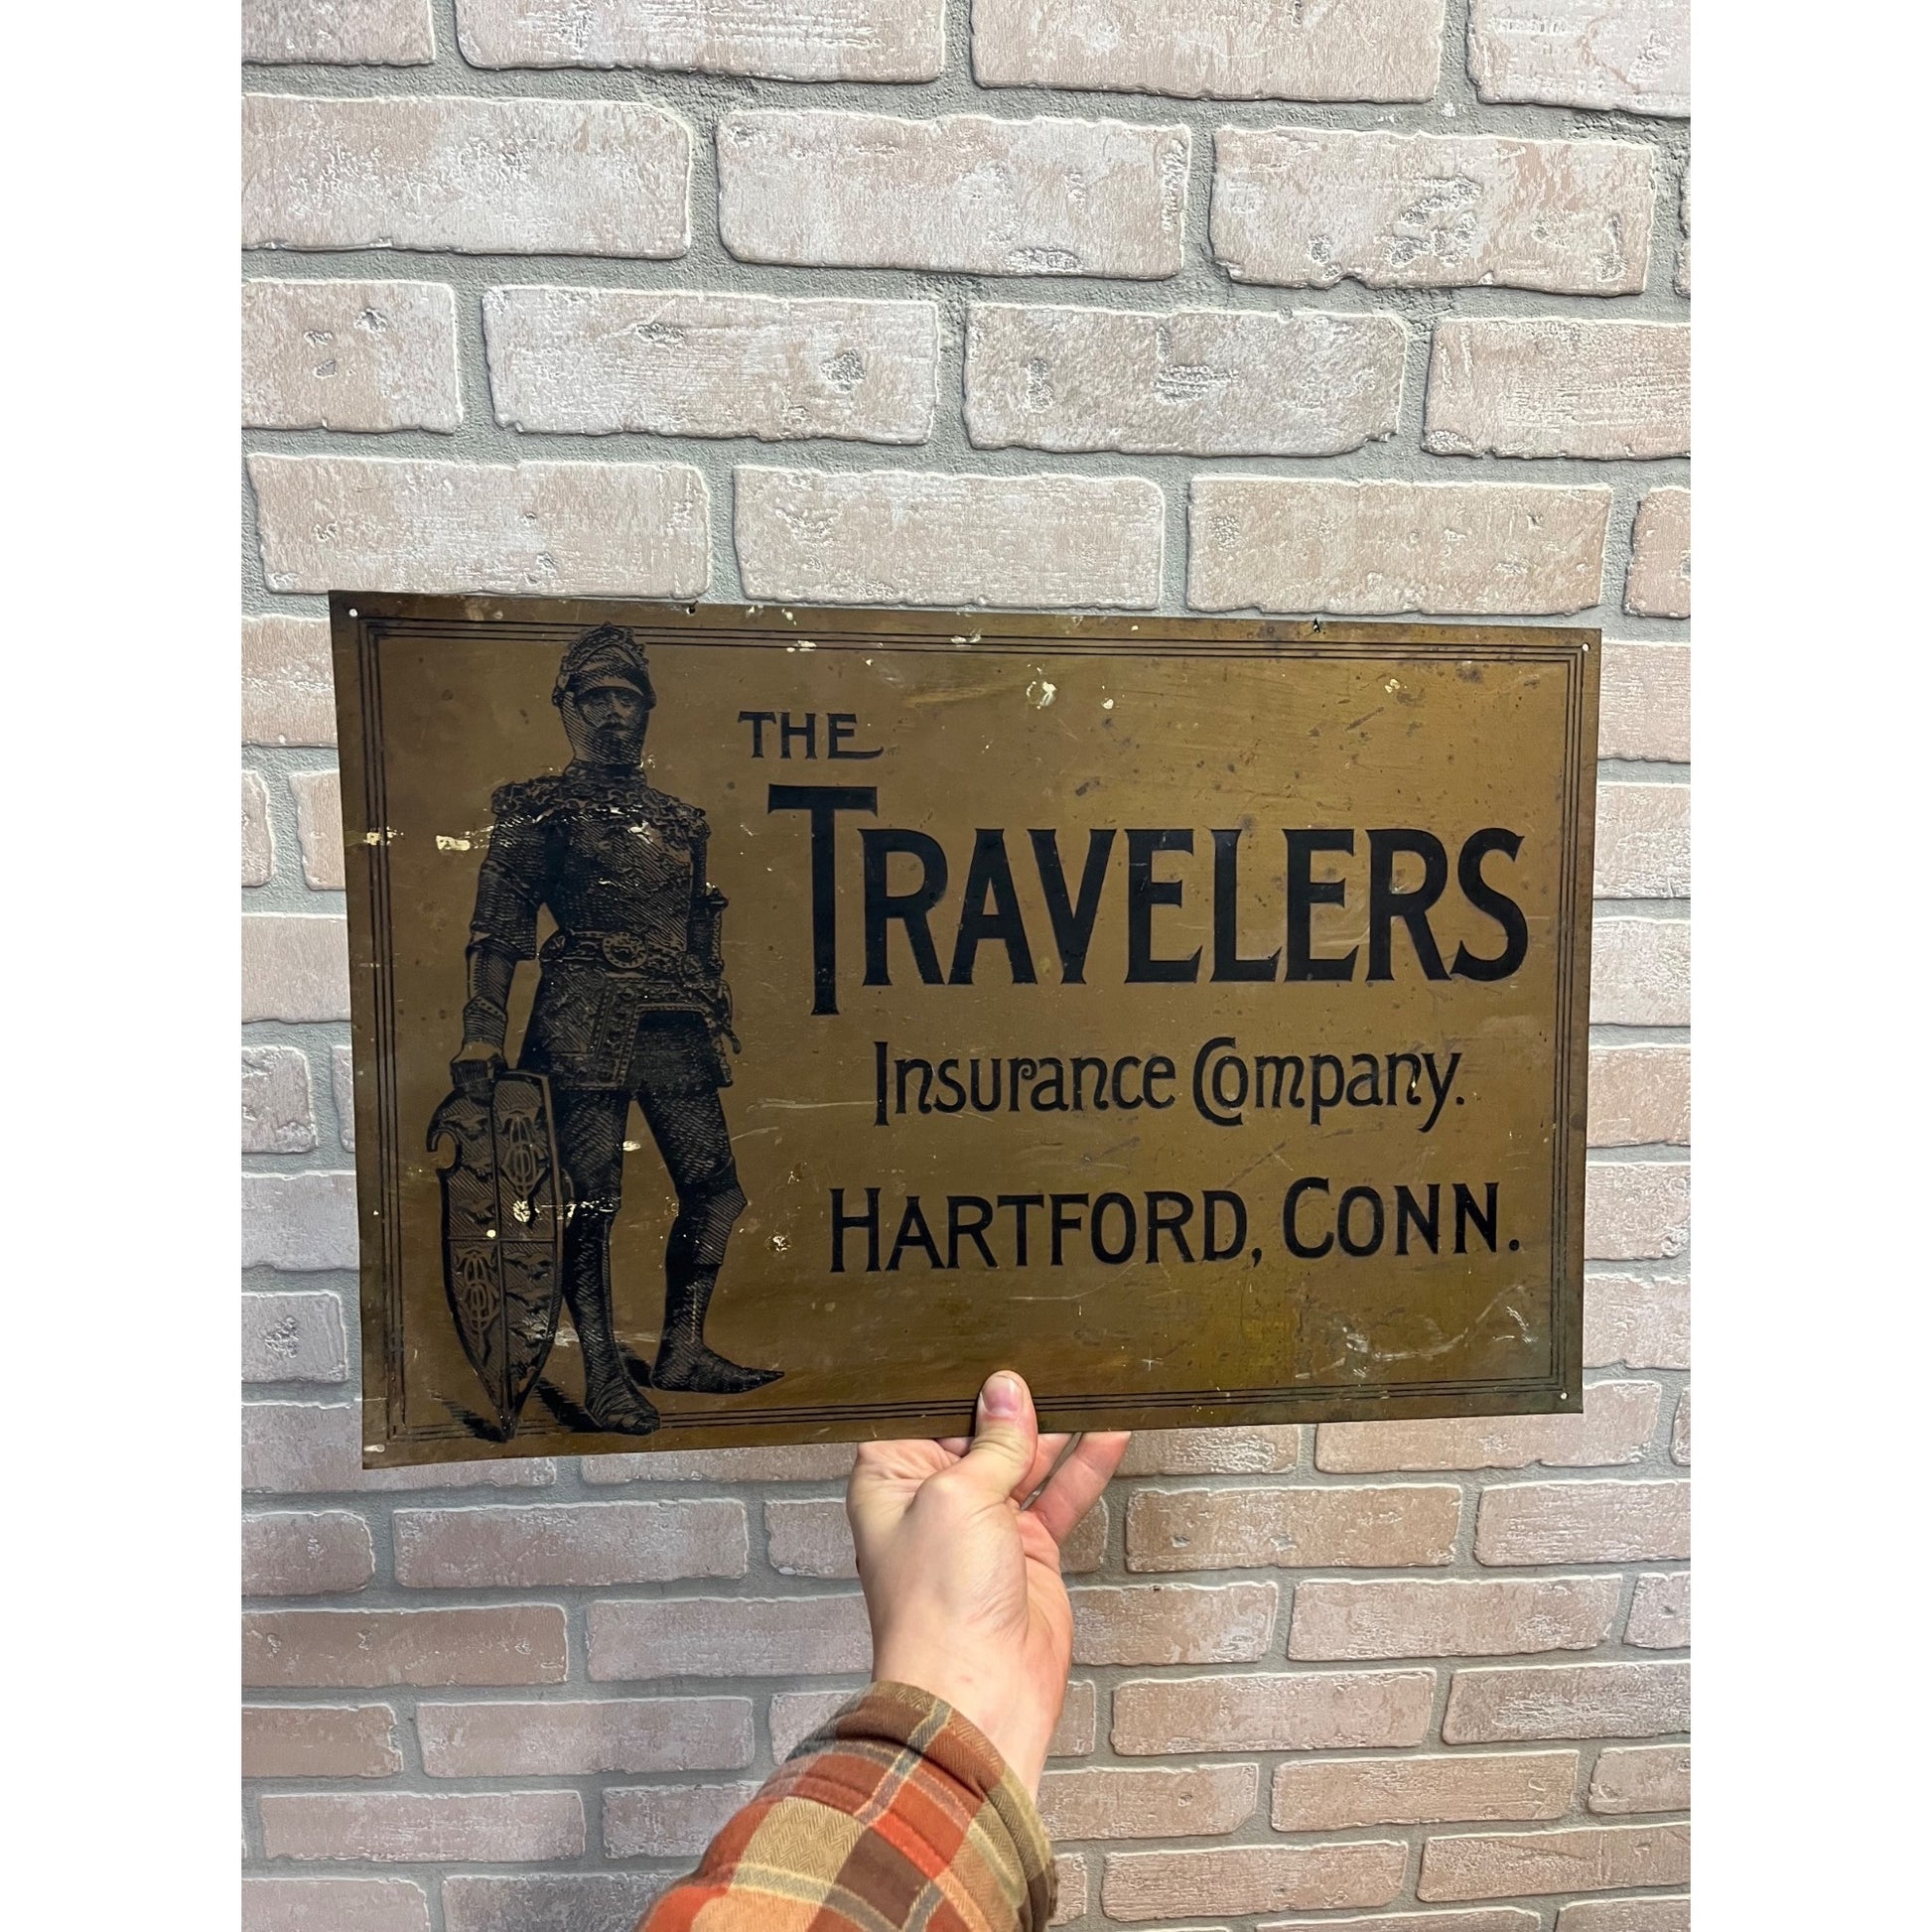 THE
TRAVELERS
Insurance Company.
HARTFORD, CONN.